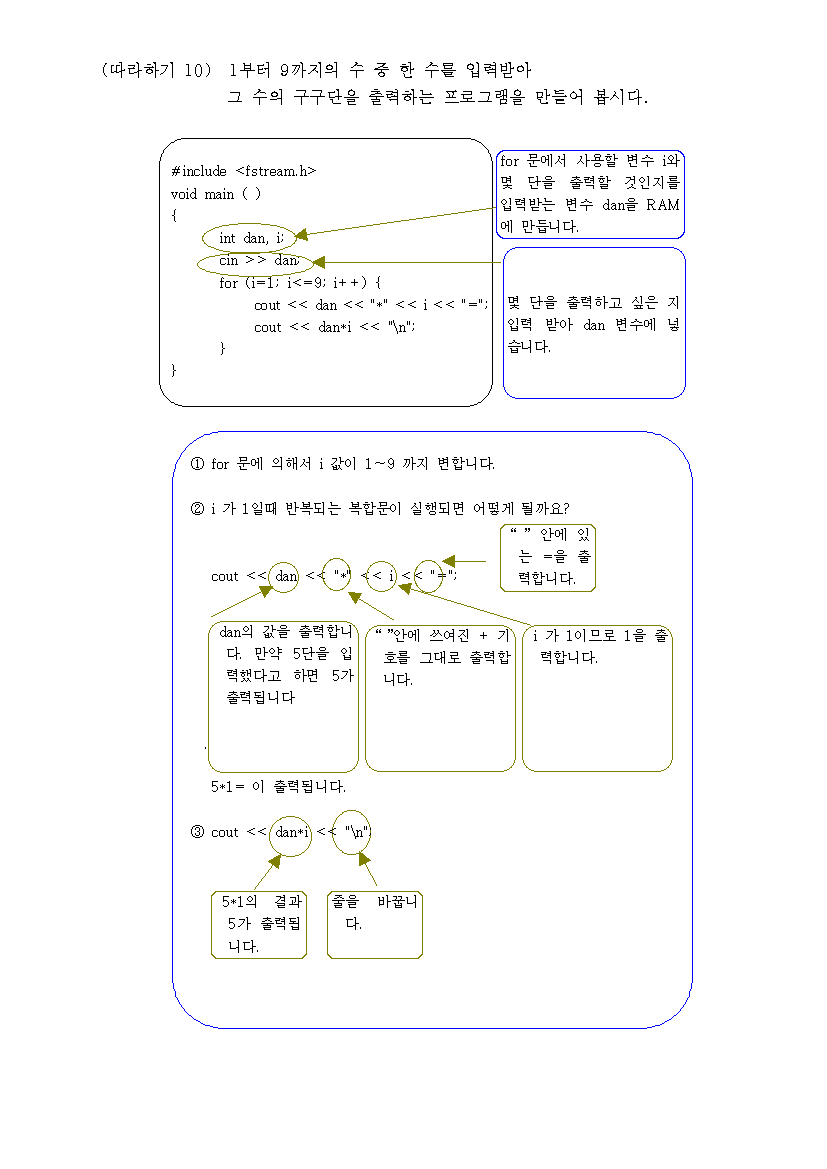 (따라하기 10) 1부터 9까지의 수 중 한 수를 입력받아
그 수의 구구단을 출력하는 프로그램을 만들어 봅시다.
#include <fstream.h>
void main ( )
{
int dan, i;
cin >> dan;
for (i=1; i<=9; i++) {
cout << dan << "*" << i << "=";
cout << dan*i << "\n";
}
}
for 문에서 사용할 변수 i와
몇 단을 출력할 것인지를
입력받는 변수 dan을 RAM
에 만듭니다.
몇 단을 출력하고 싶은 지
입력 받아 dan 변수에 넣
습니다.
① for 문에 의해서 i 값이 1~9 까지 변합니다.
② i 가 1일때 반복되는 복합문이 실행되면 어떻게 될까요?
“ ” 안에 있
는 =을 출
력합니다.
cout << dan << "*" << i << "=";
dan의 값을 출력합니
다. 만약 5단을 입
력했다고 하면 5가
출력됩니다
“ ”안에 쓰여진 + 기
호를 그대로 출력합
니다.
i 가 1이므로 1을 출
력합니다.
.
5*1= 이 출력됩니다.
③ cout << dan*i << "\n";
5*1의 결과
5가 출력됩
니다.
줄을 바꿉니
다.